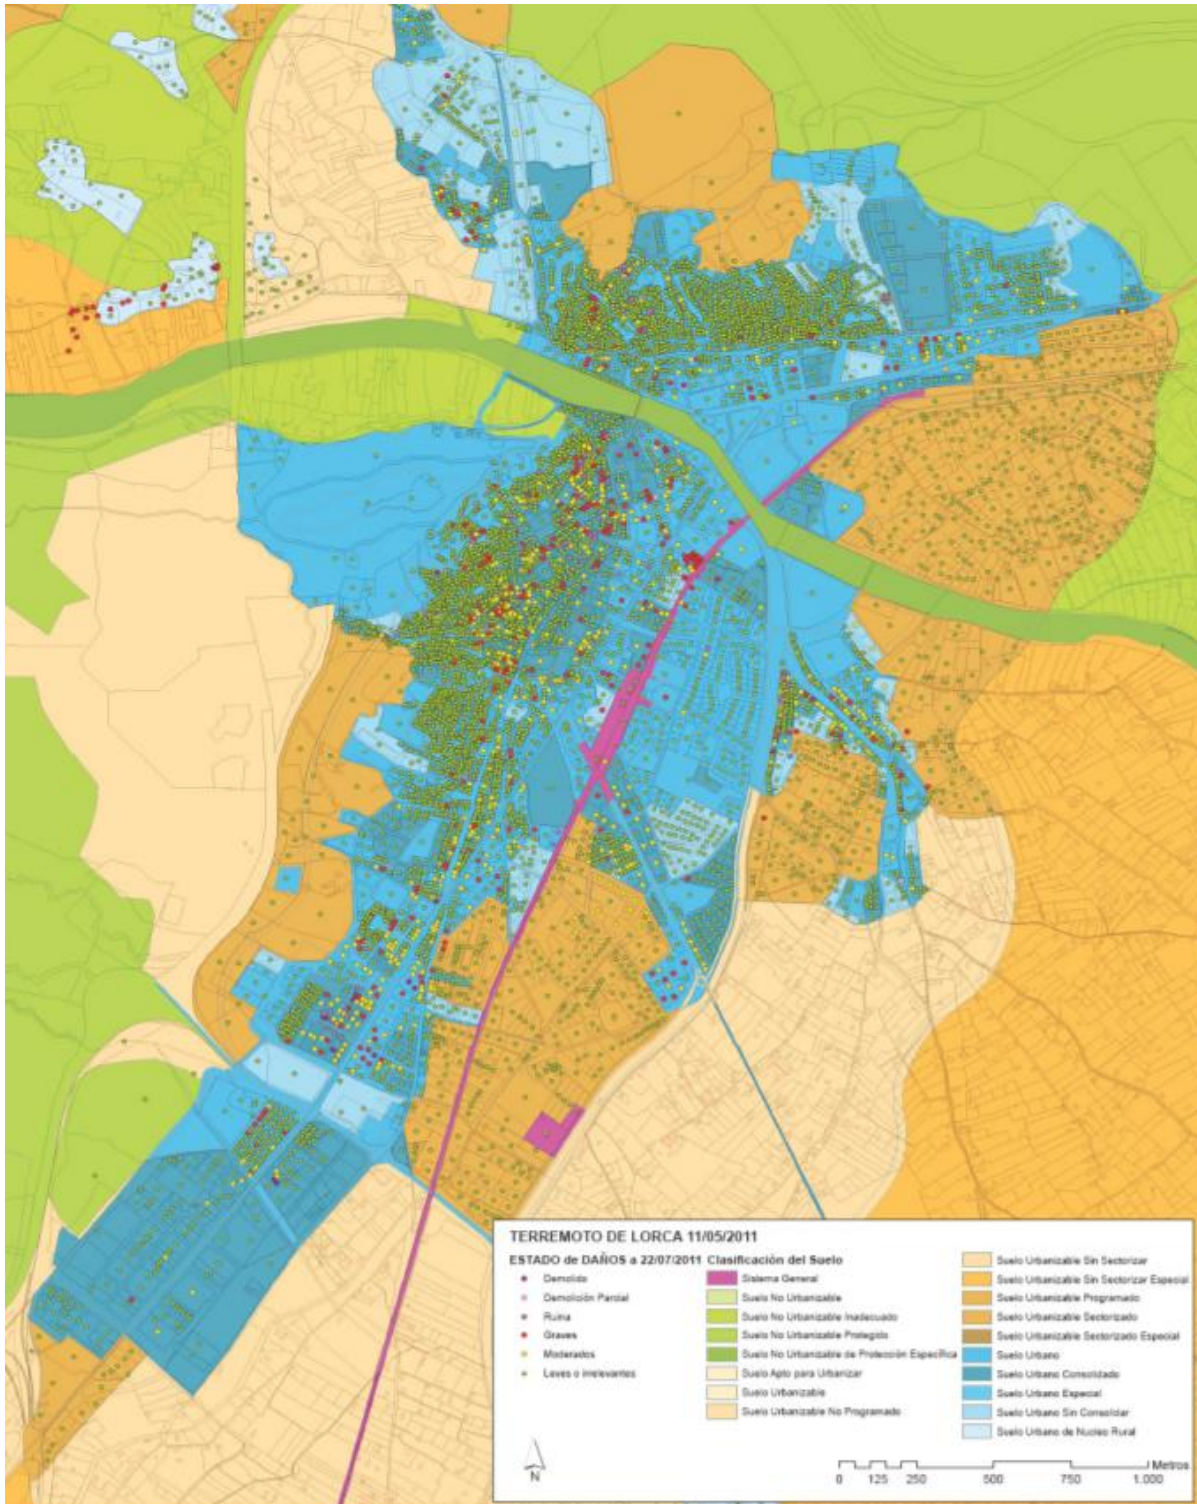 TERREMOTO DE LORCA 11/05/2011
ESTADO de DAÑOS a 22/07/2011
Demolida
Demolición Parcial
Ruina
Graves
Moderados
Leves o irrelevantes
Clasificación del Suelo
Sistema General
Suelo No Urbanizable
Suelo No Urbanizable Inadecuado
Suelo No Urbanizable Protegido
Suelo No Urbanizable de Protección Específica
Suelo Apto para Urbanizar
Suelo Urbanizable
Suelo Urbanizable No Programado
Suelo Urbanizable Sin Sectorizar
Suelo Urbanizable Sin Sectorizar Especial
Suelo Urbanizable Programado
Suelo Urbanizable Sectorizado
Suelo Urbanizable Sectorizado Especial
Suelo Urbano
Suelo Urbano Consolidado
Suelo Urbano Especial
Suelo Urbano Sin Consolidar
Suelo Urbano de Nucleo Rural
N
Metros
0 125 250 500 750 1.000